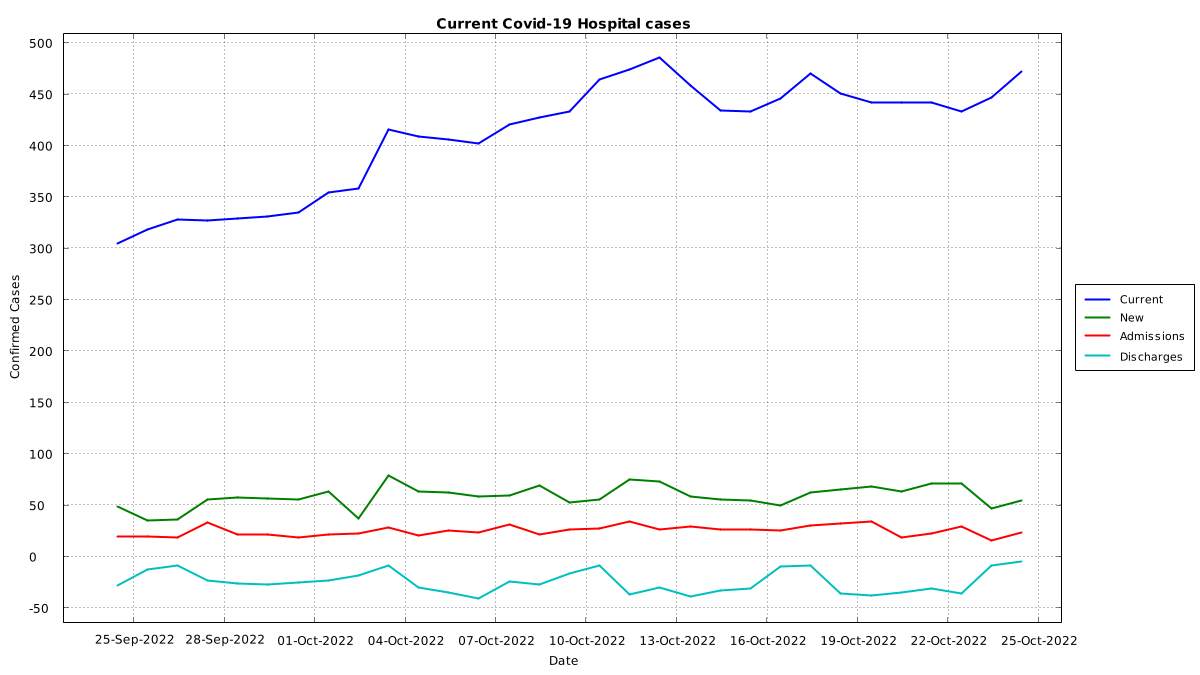 Current Covid-19 Hospital cases
500
450
400
350
300
250
200
150
100
50
0
-50
Confirmed Cases
25-Sep-2022 28-Sep-2022 01-Oct-2022 04-Oct-2022 07-Oct-2022 10-Oct-2022 13-Oct-2022 16-Oct-2022 19-Oct-2022 22-Oct-2022 25-Oct-2022
Date
Current
New
Admissions
Discharges